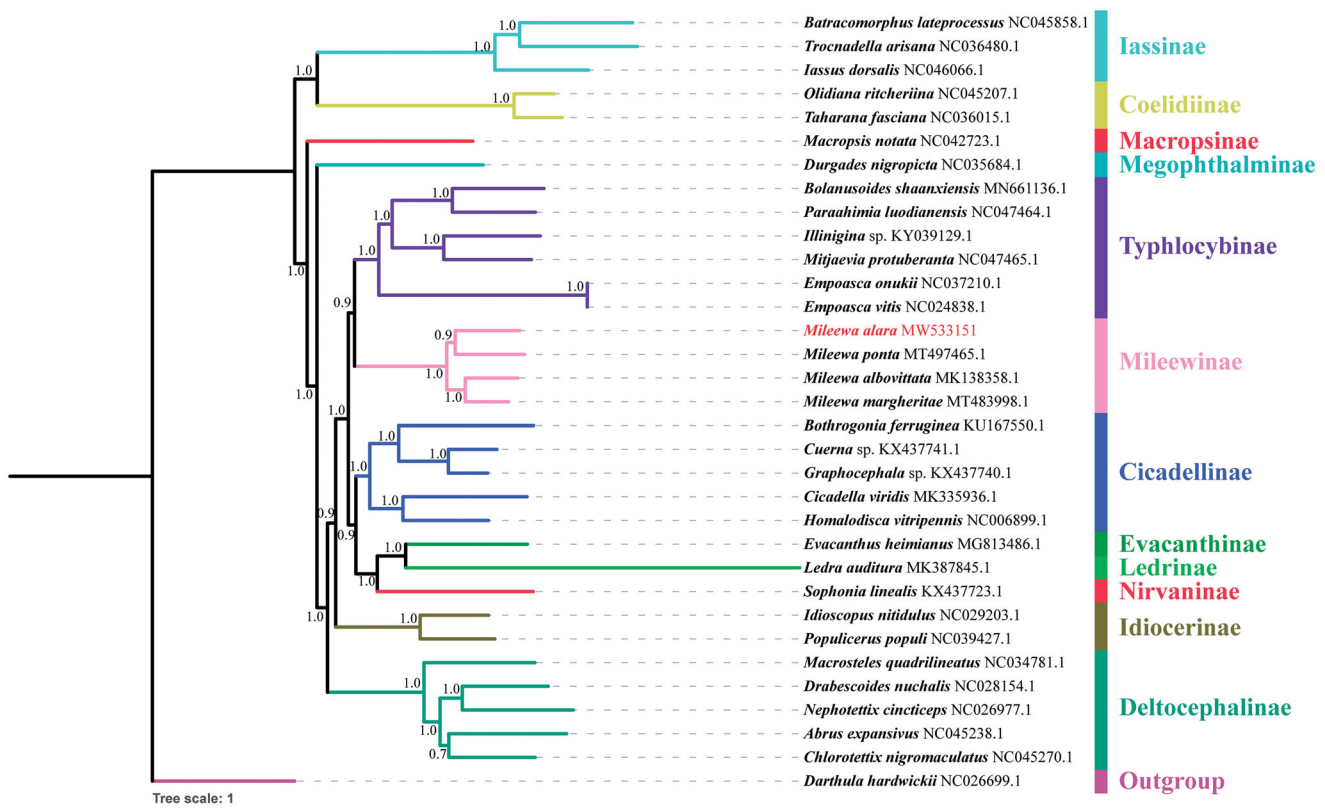 Batracomorphus lateprocessus NC045858.1
Trocnadella arisana NC036480.1
Iassus dorsalis NC046066.1
Iassinae
Olidiana ritcheriina NC045207.1
Taharana fasciana NC036015.1
Coelidiinae
Macropsis notata NC042723.1
Macropsinae
Durgades nigropicta NC035684.1
Megophthalminae
Bolanusoides shaanxiensis MN661136.1
Paraahimia luodianensis NC047464.1
Illinigina sp. KY039129.1
Mitjaevia protuberanta NC047465.1
Empoasca onukii NC037210.1
Empoasca vitis NC024838.1
Typhlocybinae
Mileewa alara MW533151
Mileewa ponta MT497465.1
Mileewa albovittata MK138358.1
Mileewa margheritae MT483998.1
Mileewinae
Bothrogonia ferruginea KU167550.1
Cuerna sp. KX437741.1
Graphocephala sp. KX437740.1
Cicadella viridis MK335936.1
Homalodisca vitripennis NC006899.1
Cicadellinae
Evacanthus heimianus MG813486.1
Evacanthinae
Ledra auditura MK387845.1
Ledrinae
Sophonia linealis KX437723.1
Nirvaninae
Idioscopus nitidulus NC029203.1
Populicerus populi NC039427.1
Idiocerinae
Macrosteles quadrilineatus NC034781.1
Drabescoides nuchalis NC028154.1
Nephotettix cincticeps NC026977.1
Abrus expansivus NC045238.1
Chlorotettix nigromaculatus NC045270.1
Deltocephalinae
Darthula hardwickii NC026699.1
Outgroup
1.0
1.0
1.0
1.0
1.0
1.0
1.0
1.0
1.0
1.0
1.0
0.9
0.9
1.0
1.0
1.0
1.0
1.0
1.0
1.0
1.0
0.9
0.9
1.0
1.0
1.0
1.0
1.0
1.0
1.0
0.7
Tree scale: 1